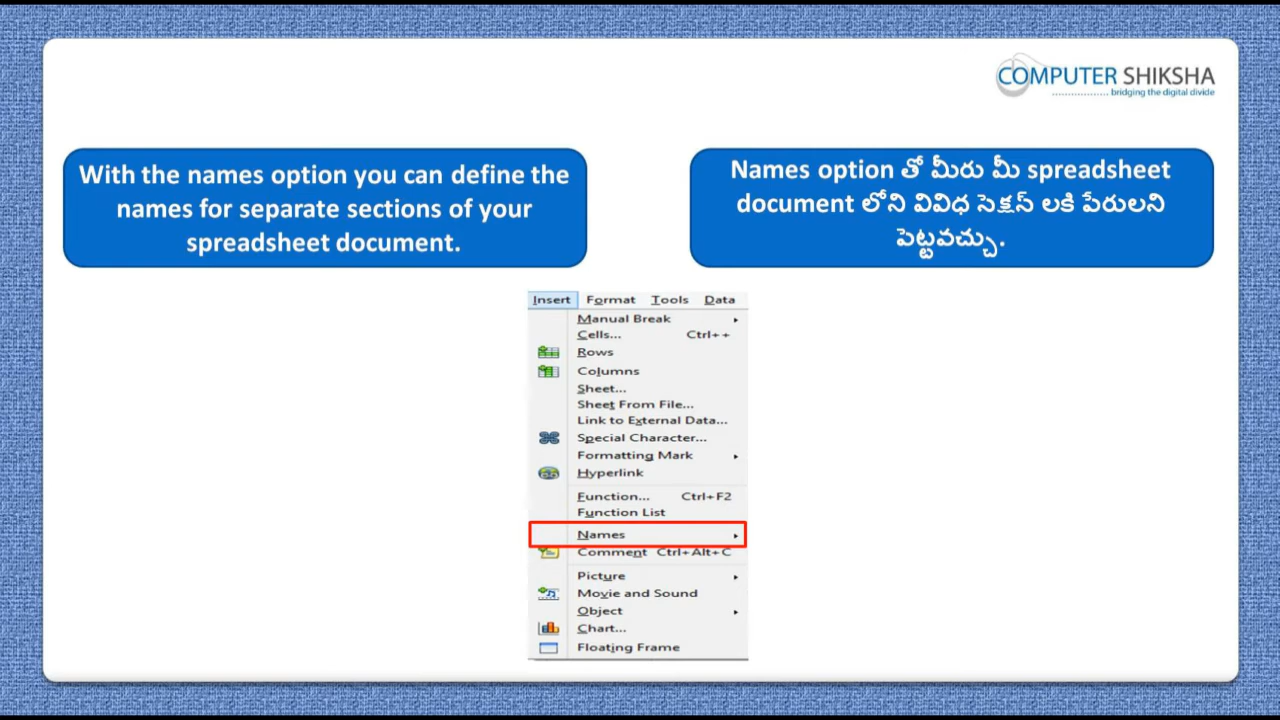 COMPUTER SHIKSHA
.................. bridging the digital divide
With the names option you can define the
names for separate sections of your
spreadsheet document.
Names option తో మీరు మీ spreadsheet
document లోని వివిధ సెక్షన్ లకి పేరులని
పెట్టవచ్చు.
Insert Format Tools Data
Manual Break
Cells... Ctrl++
Rows
Columns
Sheet...
Sheet From File...
Link to External Data...
Special Character...
Formatting Mark
Hyperlink
Function... Ctrl+F2
Function List
Names
Comment Ctrl+Alt+C
Picture
Movie and Sound
Object
Chart...
Floating Frame